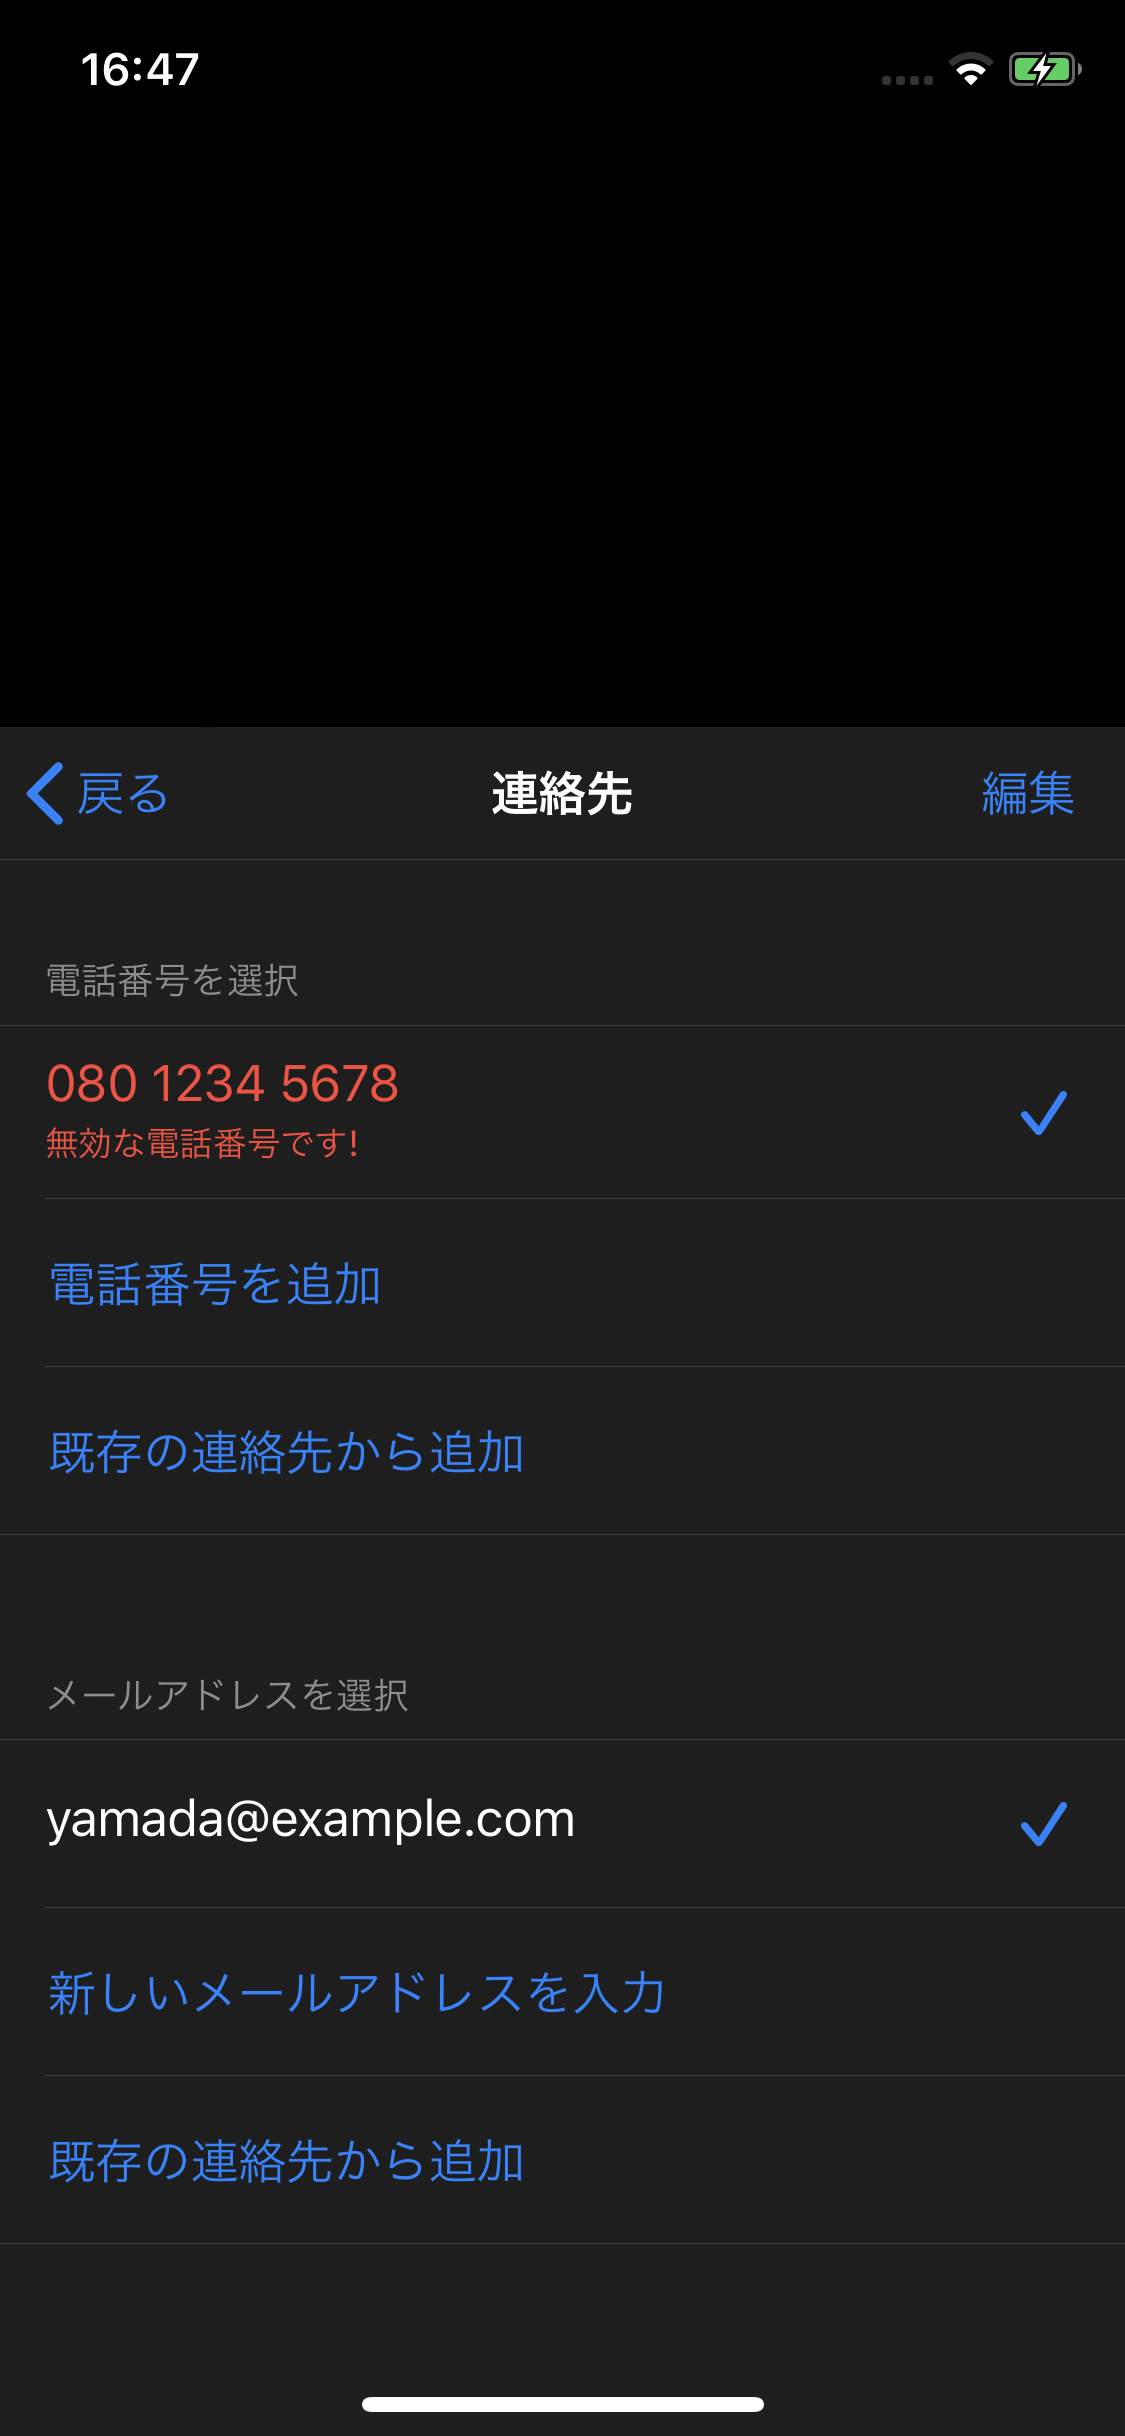 16:47
戻る
連絡先
編集
電話番号を選択
080 1234 5678
無効な電話番号です!
電話番号を追加
既存の連絡先から追加
メールアドレスを選択
yamada@example.com
新しいメールアドレスを入力
既存の連絡先から追加